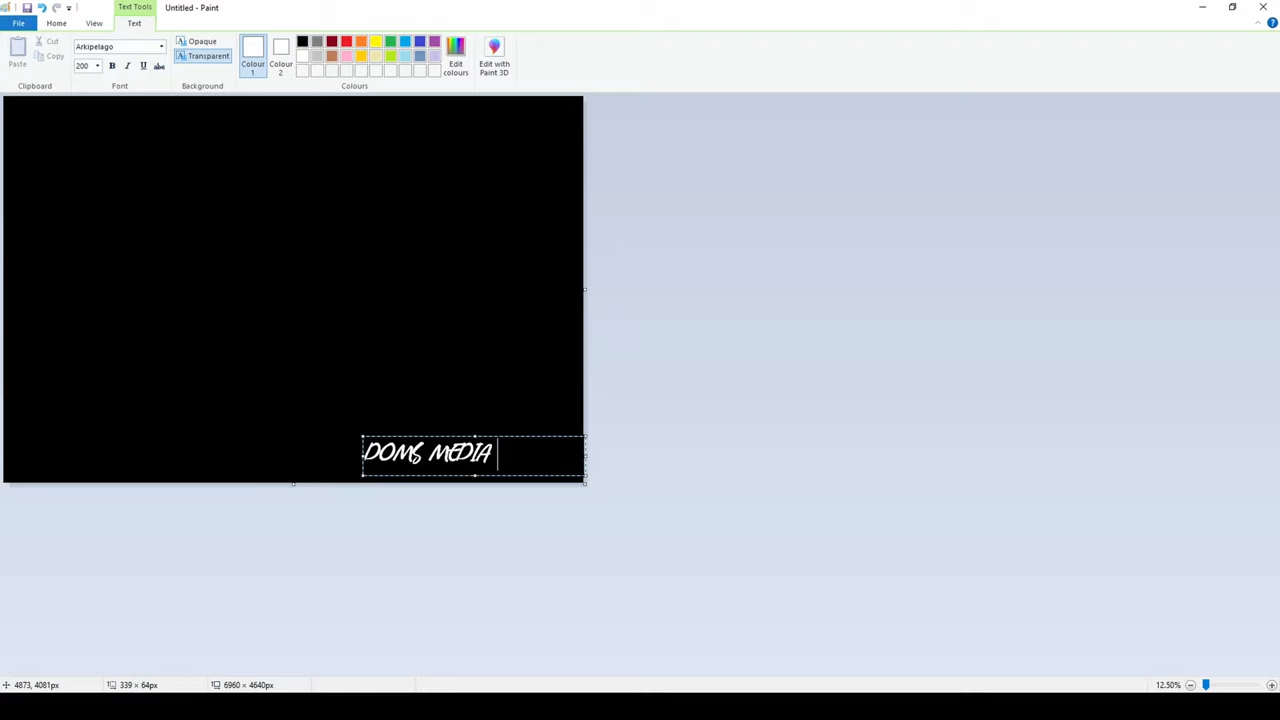 Text Tools
Untitled - Paint
File
Home
View
Text
Paste
Cut
Copy
Clipboard
Arkipelago
200
B I U abc
Font
Opaque
Transparent
Background
Colour 1
Colour 2
Edit colours
Edit with Paint 3D
Colours
DOMS MEDIA
4873, 4081px
339 × 64px
6960 × 4640px
12.50%